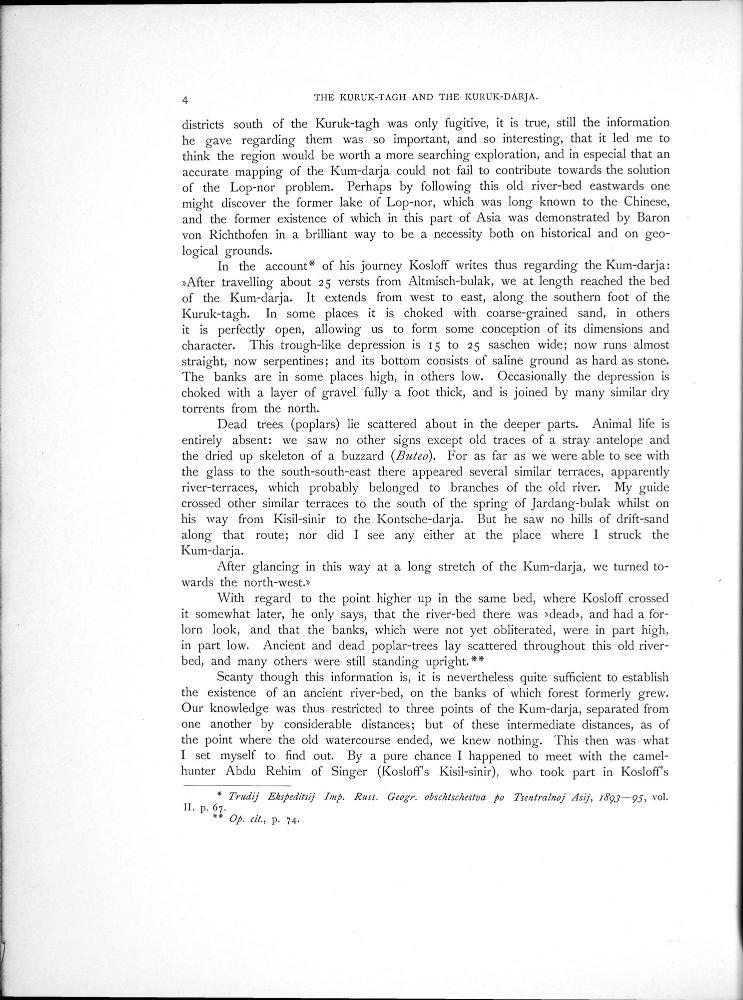 4 THE KURUK-TAGH AND THE KURUK-DARJA.
districts south of the Kuruk-tagh was only fugitive, it is true, still the information
he gave regarding them was so important, and so interesting, that it led me to
think the region would be worth a more searching exploration, and in especial that an
accurate mapping of the Kum-darja could not fail to contribute towards the solution
of the Lop-nor problem. Perhaps by following this old river-bed eastwards one
might discover the former lake of Lop-nor, which was long known to the Chinese,
and the former existence of which in this part of Asia was demonstrated by Baron
von Richthofen in a brilliant way to be a necessity both on historical and on geo-
logical grounds.
In the account* of his journey Kosloff writes thus regarding the Kum-darja:
»After travelling about 25 versts from Altmisch-bulak, we at length reached the bed
of the Kum-darja. It extends from west to east, along the southern foot of the
Kuruk-tagh. In some places it is choked with coarse-grained sand, in others
it is perfectly open, allowing us to form some conception of its dimensions and
character. This trough-like depression is 15 to 25 saschen wide; now runs almost
straight, now serpentines; and its bottom consists of saline ground as hard as stone.
The banks are in some places high, in others low. Occasionally the depression is
choked with a layer of gravel fully a foot thick, and is joined by many similar dry
torrents from the north.
Dead trees (poplars) lie scattered about in the deeper parts. Animal life is
entirely absent: we saw no other signs except old traces of a stray antelope and
the dried up skeleton of a buzzard (Buteo). For as far as we were able to see with
the glass to the south-south-east there appeared several similar terraces, apparently
river-terraces, which probably belonged to branches of the old river. My guide
crossed other similar terraces to the south of the spring of Jardang-bulak whilst on
his way from Kisil-sinir to the Kontsche-darja. But he saw no hills of drift-sand
along that route; nor did I see any either at the place where I struck the
Kum-darja.
After glancing in this way at a long stretch of the Kum-darja, we turned to-
wards the north-west.»
With regard to the point higher up in the same bed, where Kosloff crossed
it somewhat later, he only says, that the river-bed there was »dead», and had a for-
lorn look, and that the banks, which were not yet obliterated, were in part high,
in part low. Ancient and dead poplar-trees lay scattered throughout this old river-
bed, and many others were still standing upright.**
Scanty though this information is, it is nevertheless quite sufficient to establish
the existence of an ancient river-bed, on the banks of which forest formerly grew.
Our knowledge was thus restricted to three points of the Kum-darja, separated from
one another by considerable distances; but of these intermediate distances, as of
the point where the old watercourse ended, we knew nothing. This then was what
I set myself to find out. By a pure chance I happened to meet with the camel-
hunter Abdu Rehim of Singer (Kosloff's Kisil-sinir), who took part in Kosloff's
* Trudij Ekspeditsij Imp. Russ. Geogr. obschtschestva po Tsentralnoj Asij, 1893—95, vol.
II. p. 67.
** Op. cit., p. 74.